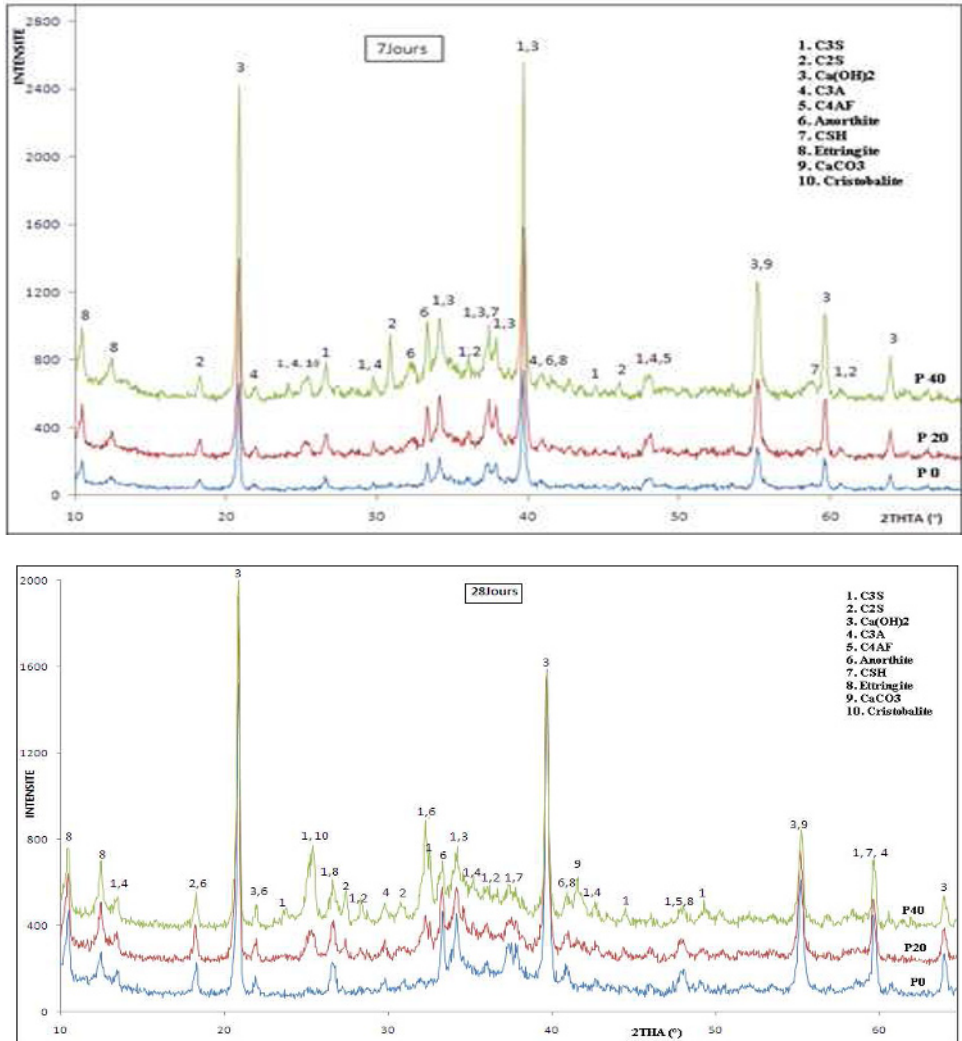 2800
INTENSITE
7Jours
1,3
3
1. C3S
2. C2S
3. Ca(OH)2
4. C3A
5. C4AF
6. Anorthite
7. CSH
8. Ettringite
9. CaCO3
10. Cristobalite
2400
2000
1600
1200
800
400
0
8
8
2
4
1, 4, 10
1
1, 4
2
6
6
1,3
1,2
1,3,7
1,3
4, 6,8
1
2
1,4,5
3,9
7
3
1,2
3
P 40
P 20
P 0
10
20
30
40
50
60
2THTA (°)
2000
INTENSITE
28Jours
3
3
1. C3S
2. C2S
3. Ca(OH)2
4. C3A
5. C4AF
6. Anorthite
7. CSH
8. Ettringite
9. CaCO3
10. Cristobalite
1600
1200
800
400
0
8
8
1,4
2,6
3,6
1
1,10
1,8
2
1,2
4
2
1,6
1
6
1,3
1,4
1,2
1,7
6,8
9
1,4
1
1,5,8
1
3,9
1, 7, 4
3
P40
P20
P0
10
20
30
40
50
60
2THA (°)